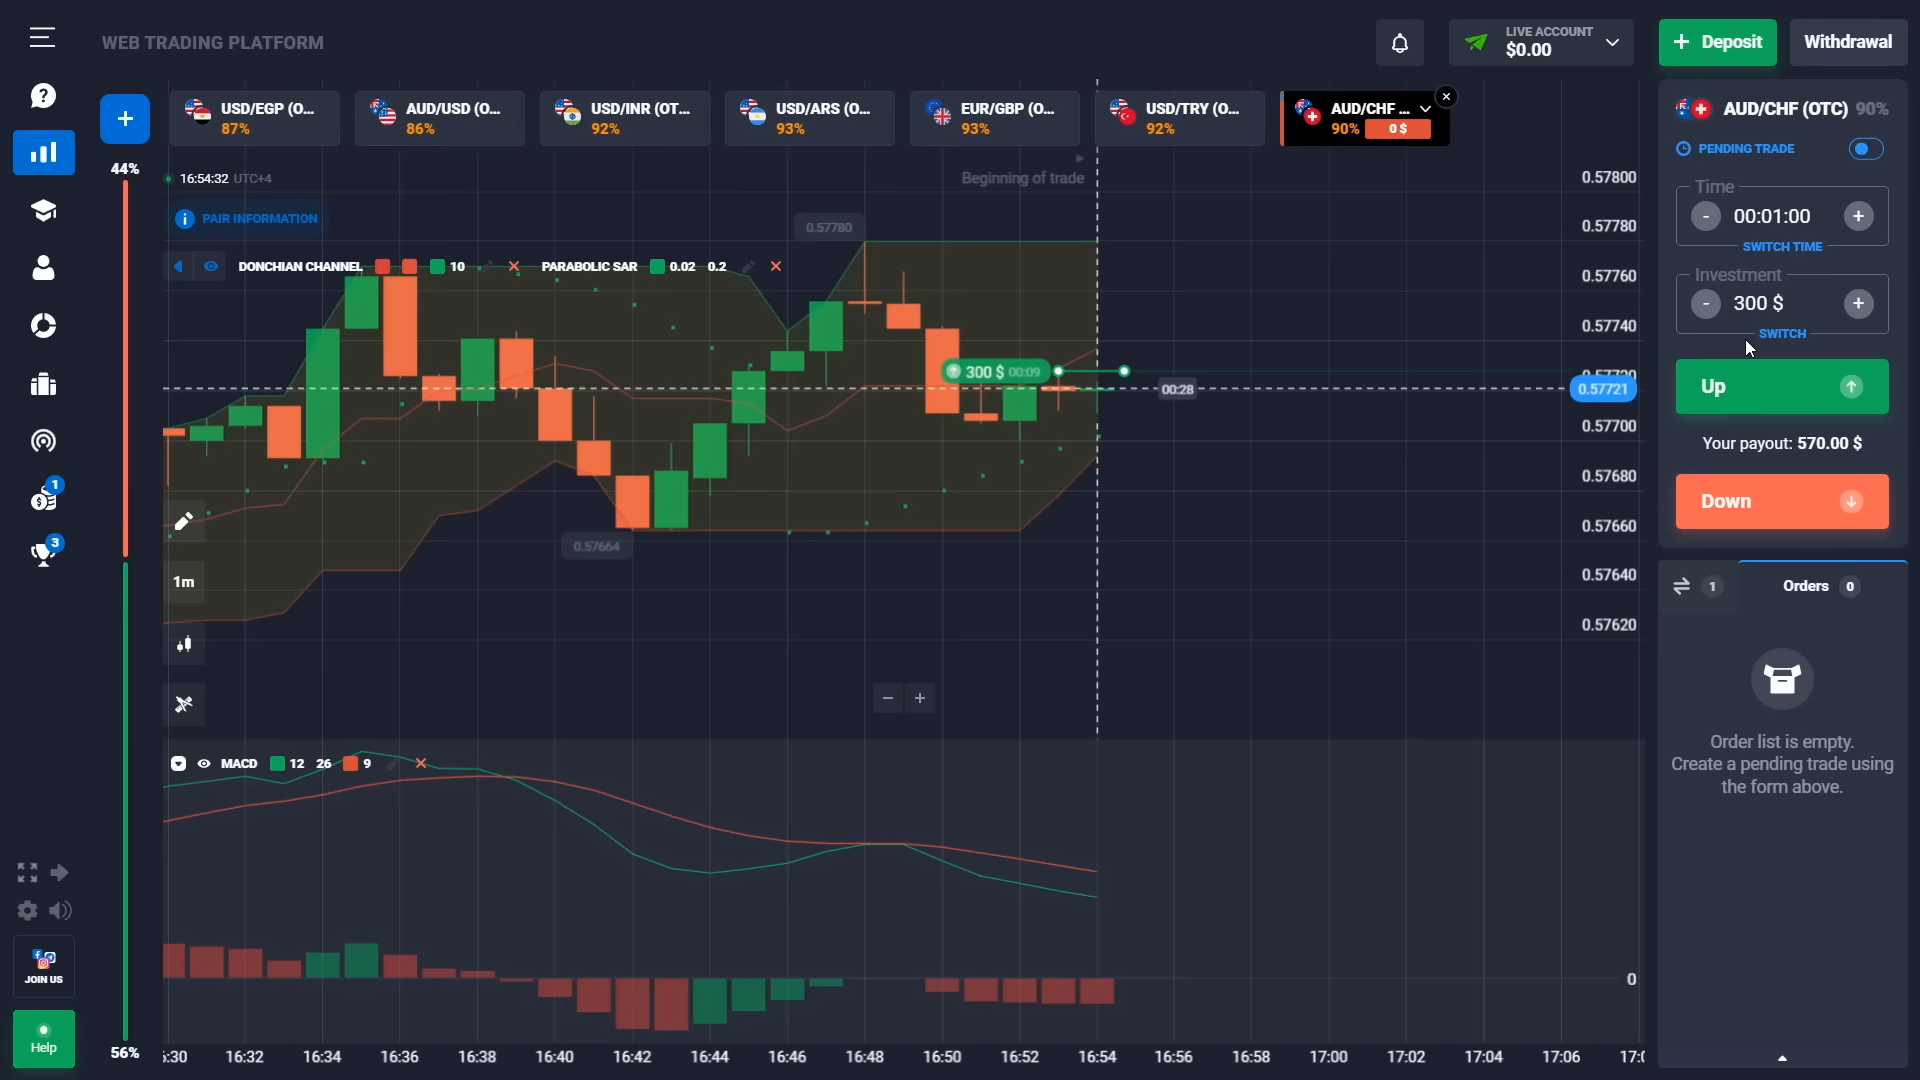 WEB TRADING PLATFORM
LIVE ACCOUNT
$0.00
+ Deposit
Withdrawal
USD/EGP (O...
87%
AUD/USD (O...
86%
USD/INR (OT...
92%
USD/ARS (O...
93%
EUR/GBP (O...
93%
USD/TRY (O...
92%
AUD/CHF ...
90% 0 $
44%
16:54:32 UTC+4
Beginning of trade
PAIR INFORMATION
DONCHIAN CHANNEL 10
PARABOLIC SAR 0.02 0.2
0.57780
0.57664
300 $ 00:09
00:28
0.57800
0.57780
0.57760
0.57740
0.57720
0.57721
0.57700
0.57680
0.57660
0.57640
0.57620
1m
− +
MACD 12 26 9
0
:30 16:32 16:34 16:36 16:38 16:40 16:42 16:44 16:46 16:48 16:50 16:52 16:54 16:56 16:58 17:00 17:02 17:04 17:06 17:0
56%
1
3
JOIN US
Help
AUD/CHF (OTC) 90%
PENDING TRADE
Time
- 00:01:00 +
SWITCH TIME
Investment
- 300 $ +
SWITCH
Up
Your payout: 570.00 $
Down
1
Orders 0
Order list is empty.
Create a pending trade using
the form above.